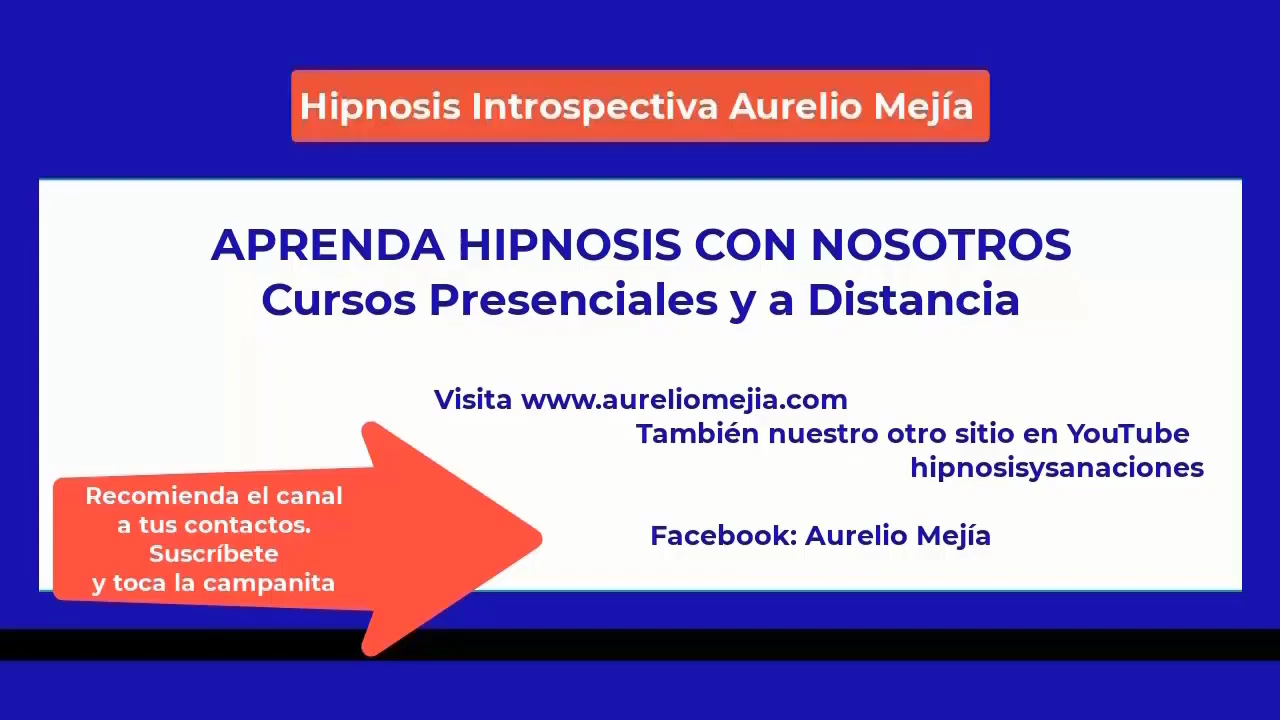 Hipnosis Introspectiva Aurelio Mejía
APRENDA HIPNOSIS CON NOSOTROS
Cursos Presenciales y a Distancia
Visita www.aureliomejia.com
También nuestro otro sitio en YouTube
hipnosisysanaciones
Facebook: Aurelio Mejía
Recomienda el canal
a tus contactos.
Suscríbete
y toca la campanita